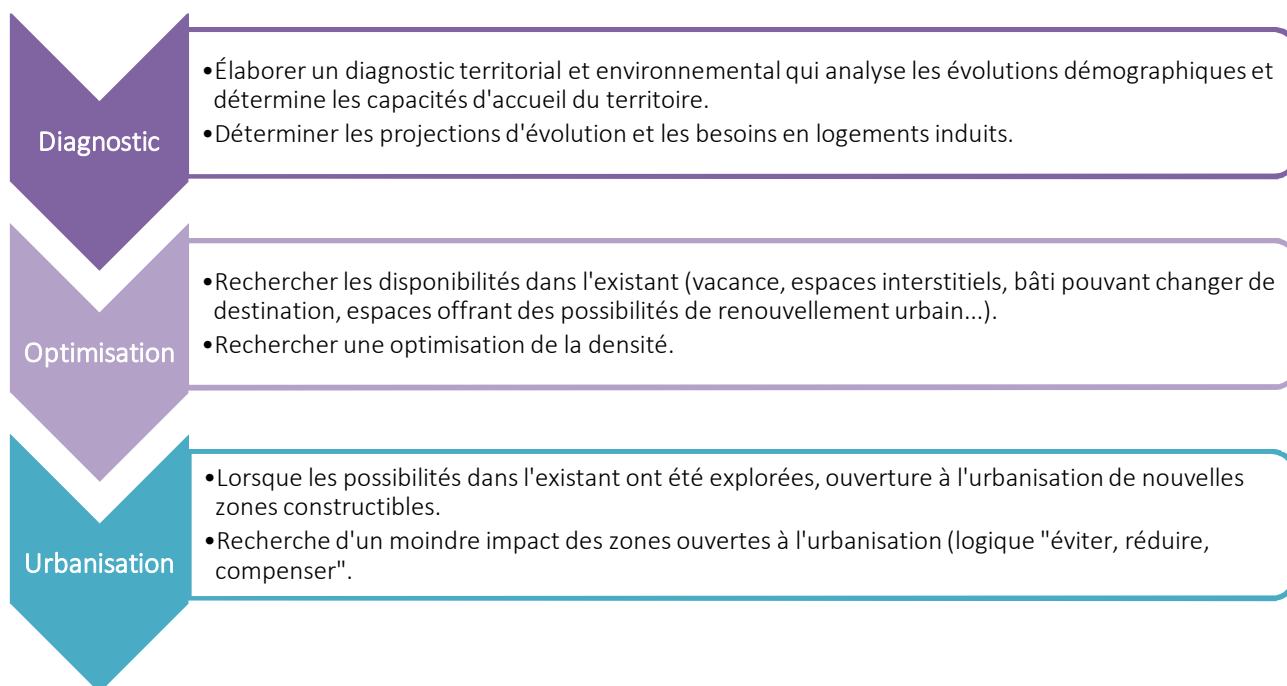 Diagnostic
•Élaborer un diagnostic territorial et environnemental qui analyse les évolutions démographiques et
détermine les capacités d'accueil du territoire.
•Déterminer les projections d'évolution et les besoins en logements induits.
Optimisation
•Rechercher les disponibilités dans l'existant (vacance, espaces interstitiels, bâti pouvant changer de
destination, espaces offrant des possibilités de renouvellement urbain...).
•Rechercher une optimisation de la densité.
Urbanisation
•Lorsque les possibilités dans l'existant ont été explorées, ouverture à l'urbanisation de nouvelles
zones constructibles.
•Recherche d'un moindre impact des zones ouvertes à l'urbanisation (logique "éviter, réduire,
compenser".